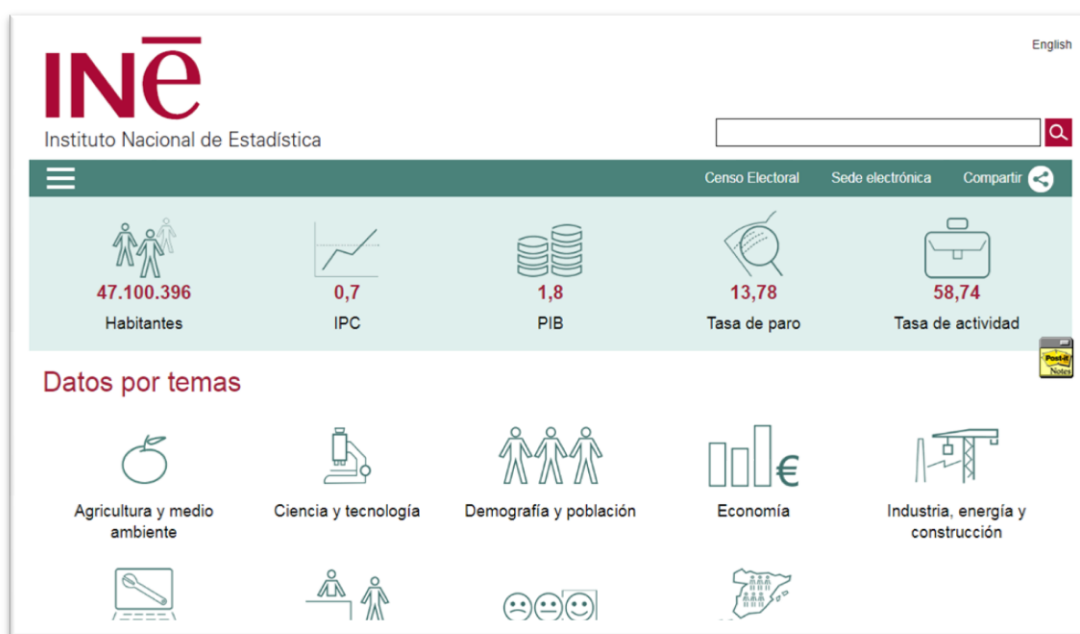 English
INē
Instituto Nacional de Estadística
Censo Electoral Sede electrónica Compartir
47.100.396 0,7 1,8 13,78 58,74
Habitantes IPC PIB Tasa de paro Tasa de actividad
Post-it
Notes
Datos por temas
€
Agricultura y medio ambiente
Ciencia y tecnología
Demografía y población
Economía
Industria, energía y construcción